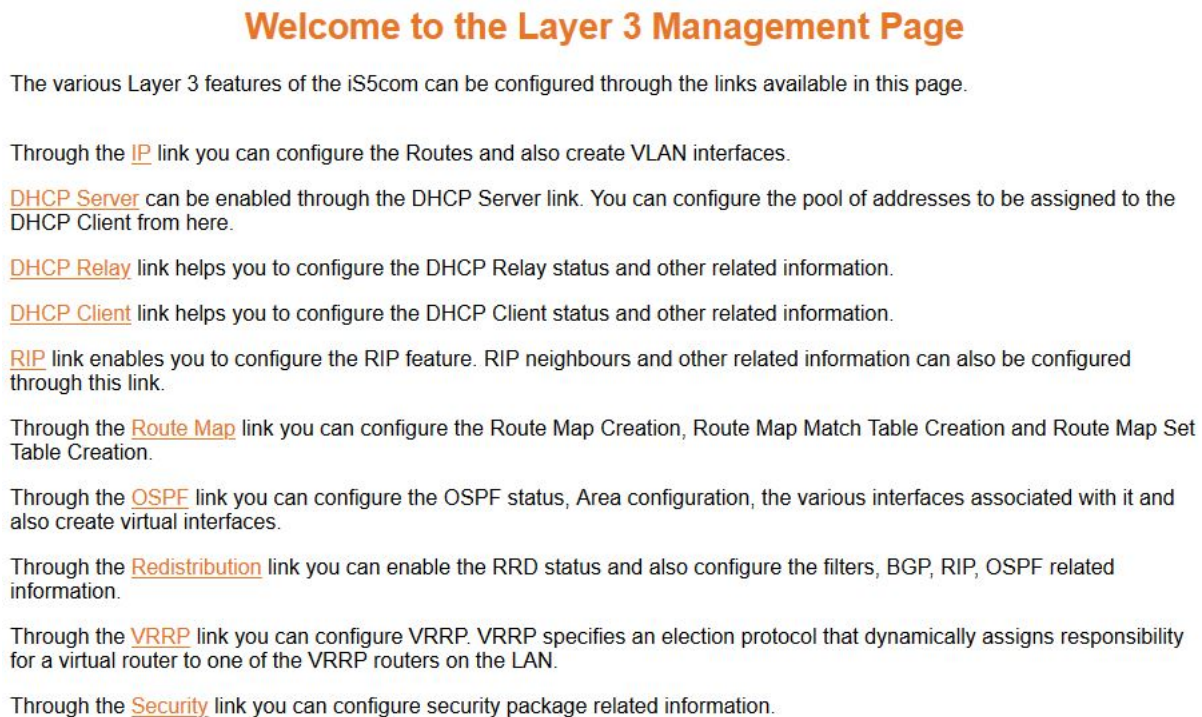 Welcome to the Layer 3 Management Page
The various Layer 3 features of the iS5com can be configured through the links available in this page.
Through the IP link you can configure the Routes and also create VLAN interfaces.
DHCP Server can be enabled through the DHCP Server link. You can configure the pool of addresses to be assigned to the
DHCP Client from here.
DHCP Relay link helps you to configure the DHCP Relay status and other related information.
DHCP Client link helps you to configure the DHCP Client status and other related information.
RIP link enables you to configure the RIP feature. RIP neighbours and other related information can also be configured
through this link.
Through the Route Map link you can configure the Route Map Creation, Route Map Match Table Creation and Route Map Set
Table Creation.
Through the OSPF link you can configure the OSPF status, Area configuration, the various interfaces associated with it and
also create virtual interfaces.
Through the Redistribution link you can enable the RRD status and also configure the filters, BGP, RIP, OSPF related
information.
Through the VRRP link you can configure VRRP. VRRP specifies an election protocol that dynamically assigns responsibility
for a virtual router to one of the VRRP routers on the LAN.
Through the Security link you can configure security package related information.